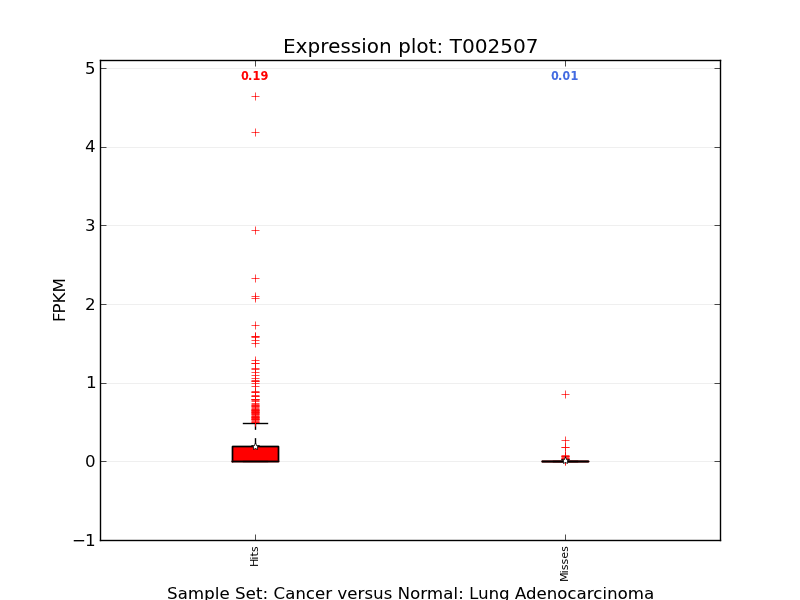 Expression plot: T002507
0.19 0.01
5
4
3
2
1
0
−1
FPKM
Hits Misses
Sample Set: Cancer versus Normal: Lung Adenocarcinoma